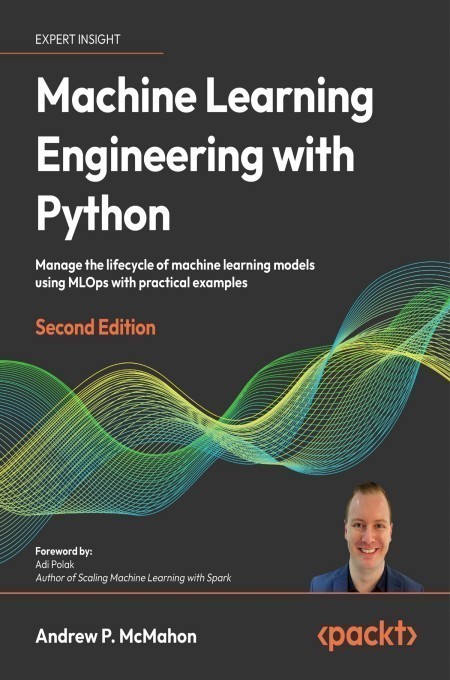 EXPERT INSIGHT
Machine Learning
Engineering with
Python
Manage the lifecycle of machine learning models
using MLOps with practical examples
Second Edition
Foreword by:
Adi Polak
Author of Scaling Machine Learning with Spark
Andrew P. McMahon
<packt>